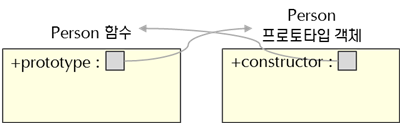 Person 함수
Person
프로토타입 객체
+prototype :
+constructor :